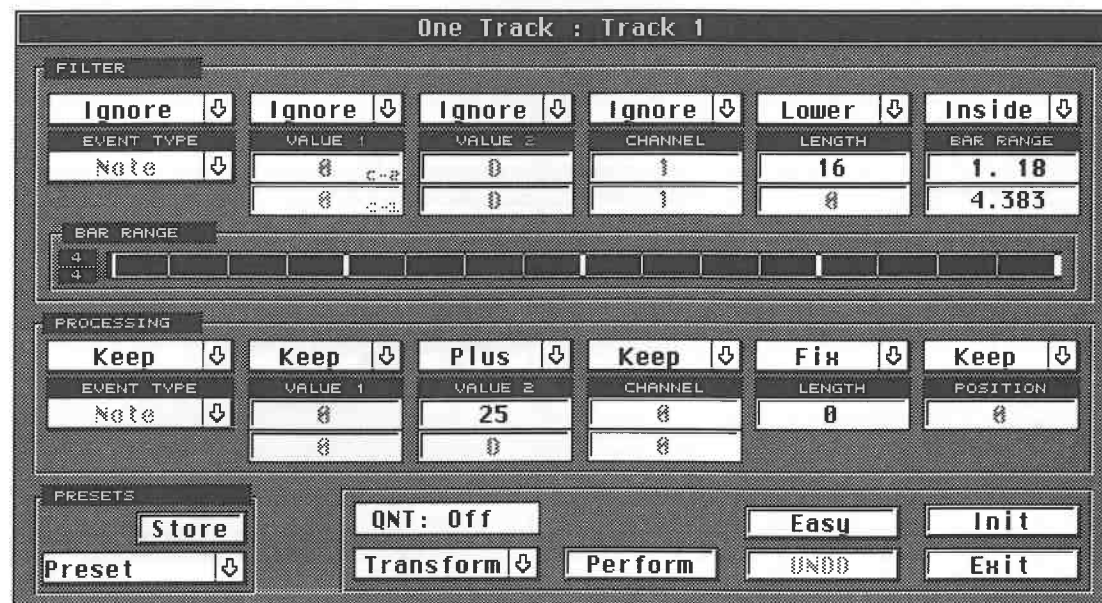 One Track : Track 1
FILTER
Ignore Ignore Ignore Ignore Lower Inside
EVENT TYPE VALUE 1 VALUE 2 CHANNEL LENGTH BAR RANGE
Note 0 0 1 16 1. 18
0 0 1 0 4.383
BAR RANGE
4
4
PROCESSING
Keep Keep Plus Keep Fix Keep
EVENT TYPE VALUE 1 VALUE 2 CHANNEL LENGTH POSITION
Note 0 25 0 0 0
0 0 0
PRESETS
Store QNT: Off Easy Init
Preset Transform Perform UNDO Exit